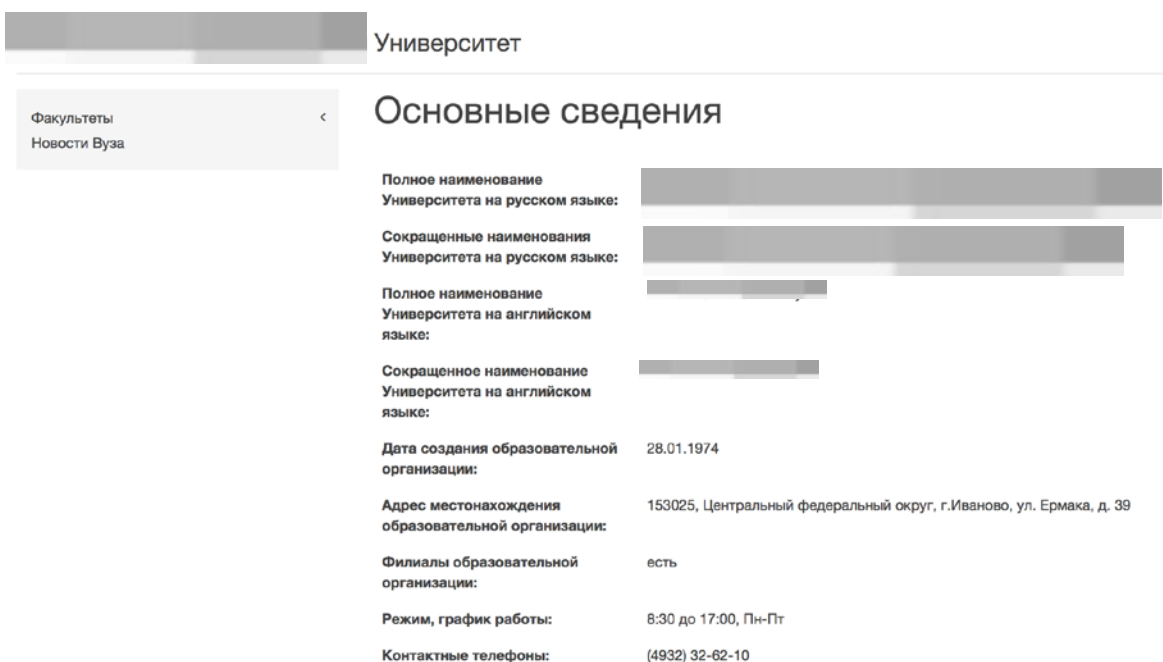 Университет
Факультеты
Новости Вуза
Основные сведения
Полное наименование
Университета на русском языке:
Сокращенные наименования
Университета на русском языке:
Полное наименование
Университета на английском
языке:
Сокращенное наименование
Университета на английском
языке:
Дата создания образовательной
организации:
28.01.1974
Адрес местонахождения
образовательной организации:
153025, Центральный федеральный округ, г.Иваново, ул. Ермака, д. 39
Филиалы образовательной
организации:
есть
Режим, график работы:
8:30 до 17:00, Пн-Пт
Контактные телефоны:
(4932) 32-62-10